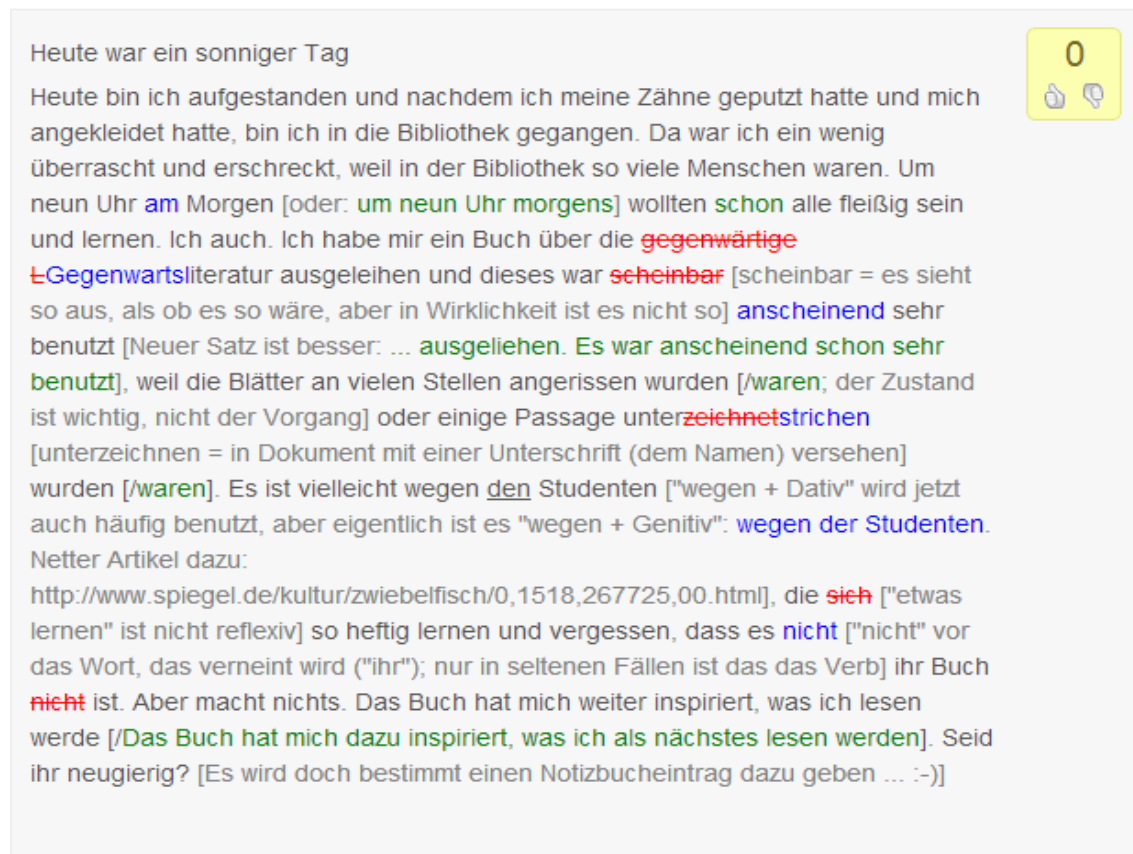 Heute war ein sonniger Tag
0
Heute bin ich aufgestanden und nachdem ich meine Zähne geputzt hatte und mich
angekleidet hatte, bin ich in die Bibliothek gegangen. Da war ich ein wenig
überrascht und erschreckt, weil in der Bibliothek so viele Menschen waren. Um
neun Uhr am Morgen [oder: um neun Uhr morgens] wollten schon alle fleißig sein
und lernen. Ich auch. Ich habe mir ein Buch über die gegenwärtige
LGegenwartsliteratur ausgeleihen und dieses war scheinbar [scheinbar = es sieht
so aus, als ob es so wäre, aber in Wirklichkeit ist es nicht so] anscheinend sehr
benutzt [Neuer Satz ist besser: ... ausgeliehen. Es war anscheinend schon sehr
benutzt], weil die Blätter an vielen Stellen angerissen wurden [/waren; der Zustand
ist wichtig, nicht der Vorgang] oder einige Passage unterzeichnetstrichen
[unterzeichnen = in Dokument mit einer Unterschrift (dem Namen) versehen]
wurden [/waren]. Es ist vielleicht wegen den Studenten ["wegen + Dativ" wird jetzt
auch häufig benutzt, aber eigentlich ist es "wegen + Genitiv": wegen der Studenten.
Netter Artikel dazu:
http://www.spiegel.de/kultur/zwiebelfisch/0,1518,267725,00.html], die sich ["etwas
lernen" ist nicht reflexiv] so heftig lernen und vergessen, dass es nicht ["nicht" vor
das Wort, das verneint wird ("ihr"); nur in seltenen Fällen ist das das Verb] ihr Buch
nicht ist. Aber macht nichts. Das Buch hat mich weiter inspiriert, was ich lesen
werde [/Das Buch hat mich dazu inspiriert, was ich als nächstes lesen werden]. Seid
ihr neugierig? [Es wird doch bestimmt einen Notizbucheintrag dazu geben ... :-)]